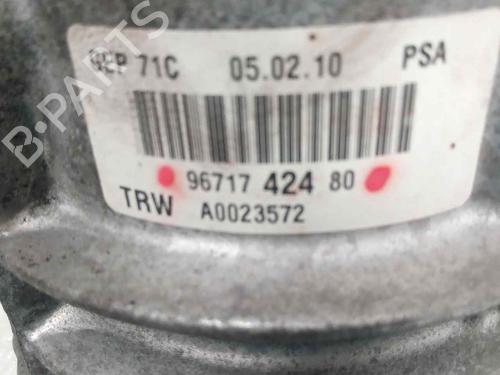 71C 05.02.10 PSA
96717 424 80
TRW A0023572
B-PARTS